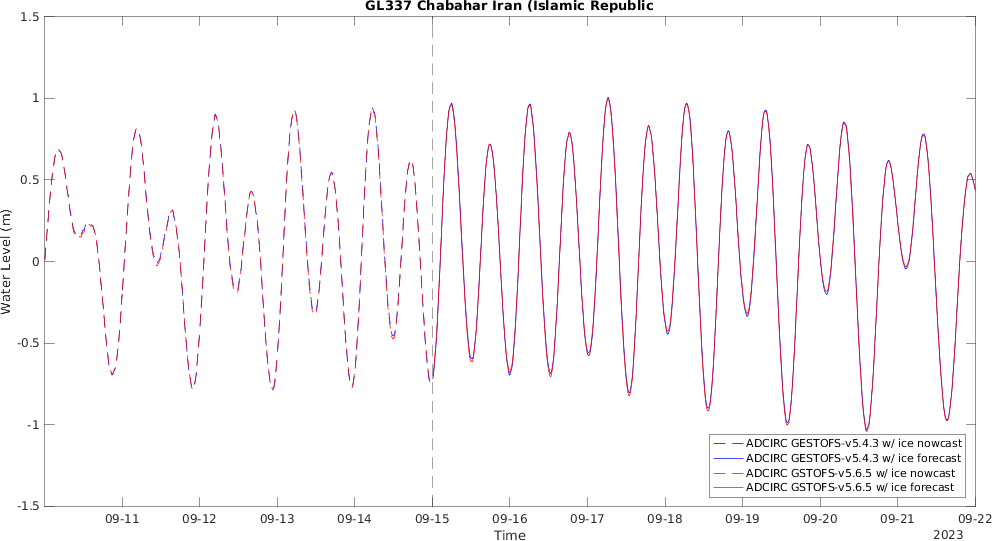 GL337 Chabahar Iran (Islamic Republic
1.5
1
0.5
0
-0.5
-1
-1.5
Water Level (m)
09-11
09-12
09-13
09-14
09-15
09-16
09-17
09-18
09-19
09-20
09-21
09-22
Time
2023
ADCIRC GESTOFS-v5.4.3 w/ ice nowcast
ADCIRC GESTOFS-v5.4.3 w/ ice forecast
ADCIRC GSTOFS-v5.6.5 w/ ice nowcast
ADCIRC GSTOFS-v5.6.5 w/ ice forecast